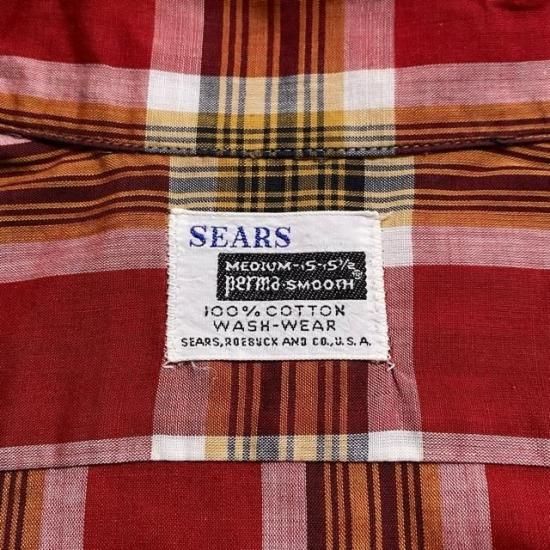 SEARS
MEDIUM-15-15½
perma-SMOOTH®
100% COTTON
WASH-WEAR
SEARS, ROEBUCK AND CO., U.S.A.